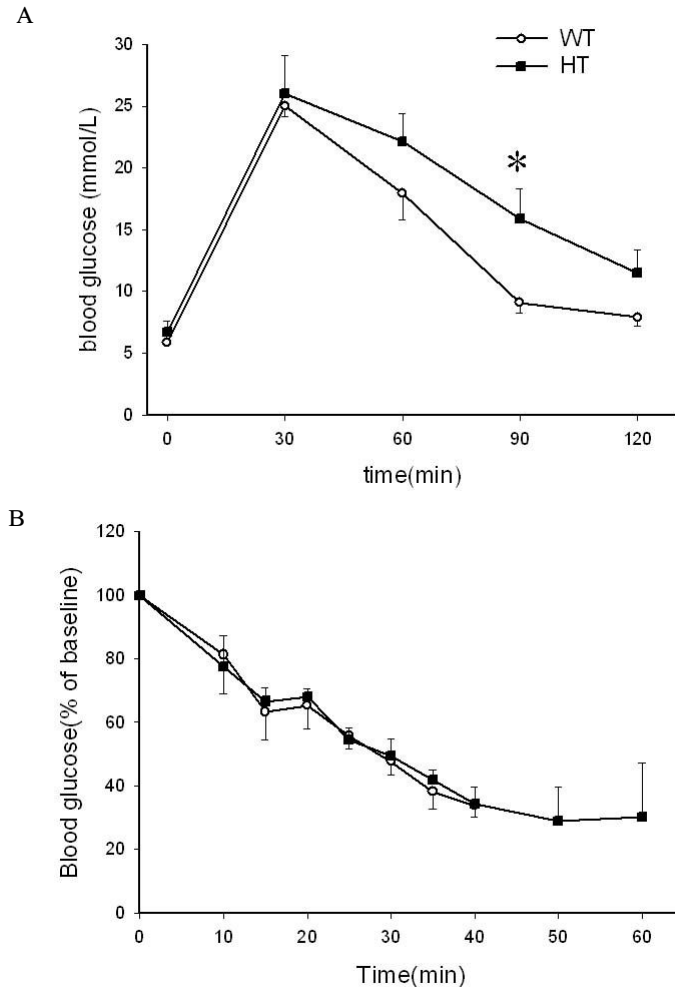 A
WT
HT
30
25
20
15
10
5
0
blood glucose (mmol/L)
*
0 30 60 90 120
time(min)
B
120
100
80
60
40
20
0
Blood glucose(% of baseline)
0 10 20 30 40 50 60
Time(min)